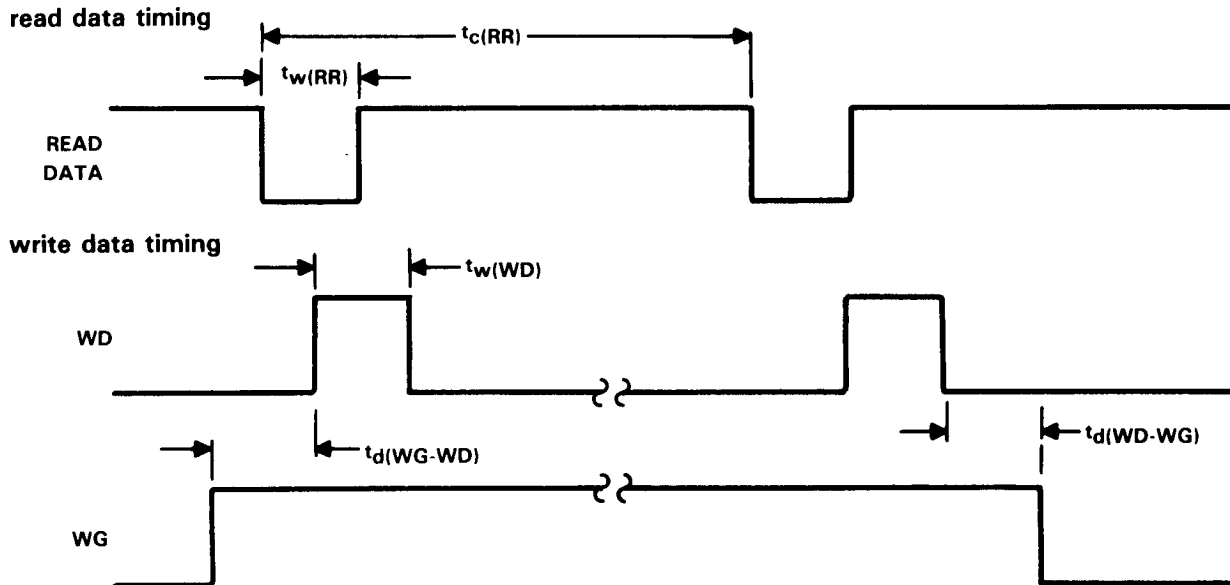 read data timing
tc(RR)
tw(RR)
READ
DATA
write data timing
tw(WD)
WD
td(WG-WD)
td(WD-WG)
WG